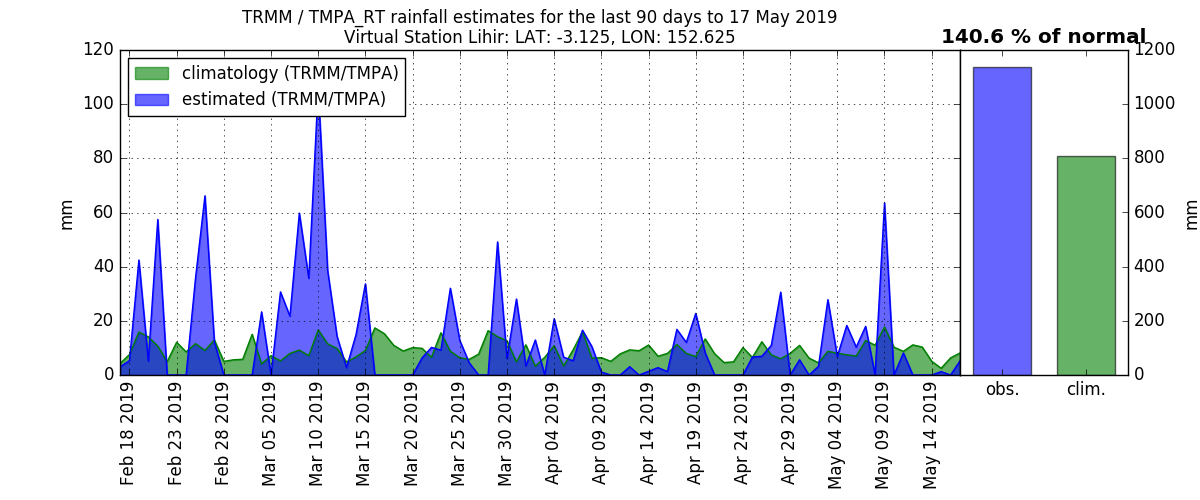 TRMM / TMPA_RT rainfall estimates for the last 90 days to 17 May 2019
Virtual Station Lihir: LAT: -3.125, LON: 152.625
140.6 % of normal
climatology (TRMM/TMPA)
estimated (TRMM/TMPA)
120
100
80
60
40
20
0
mm
1200
1000
800
600
400
200
0
mm
obs.
clim.
Feb 18 2019
Feb 23 2019
Feb 28 2019
Mar 05 2019
Mar 10 2019
Mar 15 2019
Mar 20 2019
Mar 25 2019
Mar 30 2019
Apr 04 2019
Apr 09 2019
Apr 14 2019
Apr 19 2019
Apr 24 2019
Apr 29 2019
May 04 2019
May 09 2019
May 14 2019